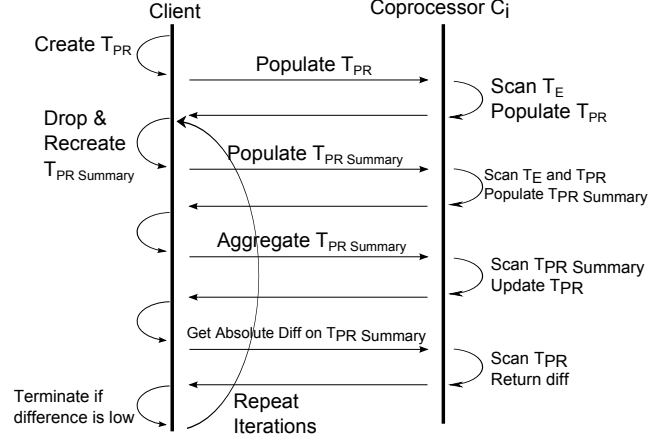 Client
Coprocessor Ci
Create TPR
Populate TPR
Scan TE
Populate TPR
Drop &
Recreate
TPR Summary
Populate TPR Summary
Scan TE and TPR
Populate TPR Summary
Aggregate TPR Summary
Scan TPR Summary
Update TPR
Get Absolute Diff on TPR Summary
Scan TPR
Return diff
Terminate if
difference is low
Repeat
Iterations